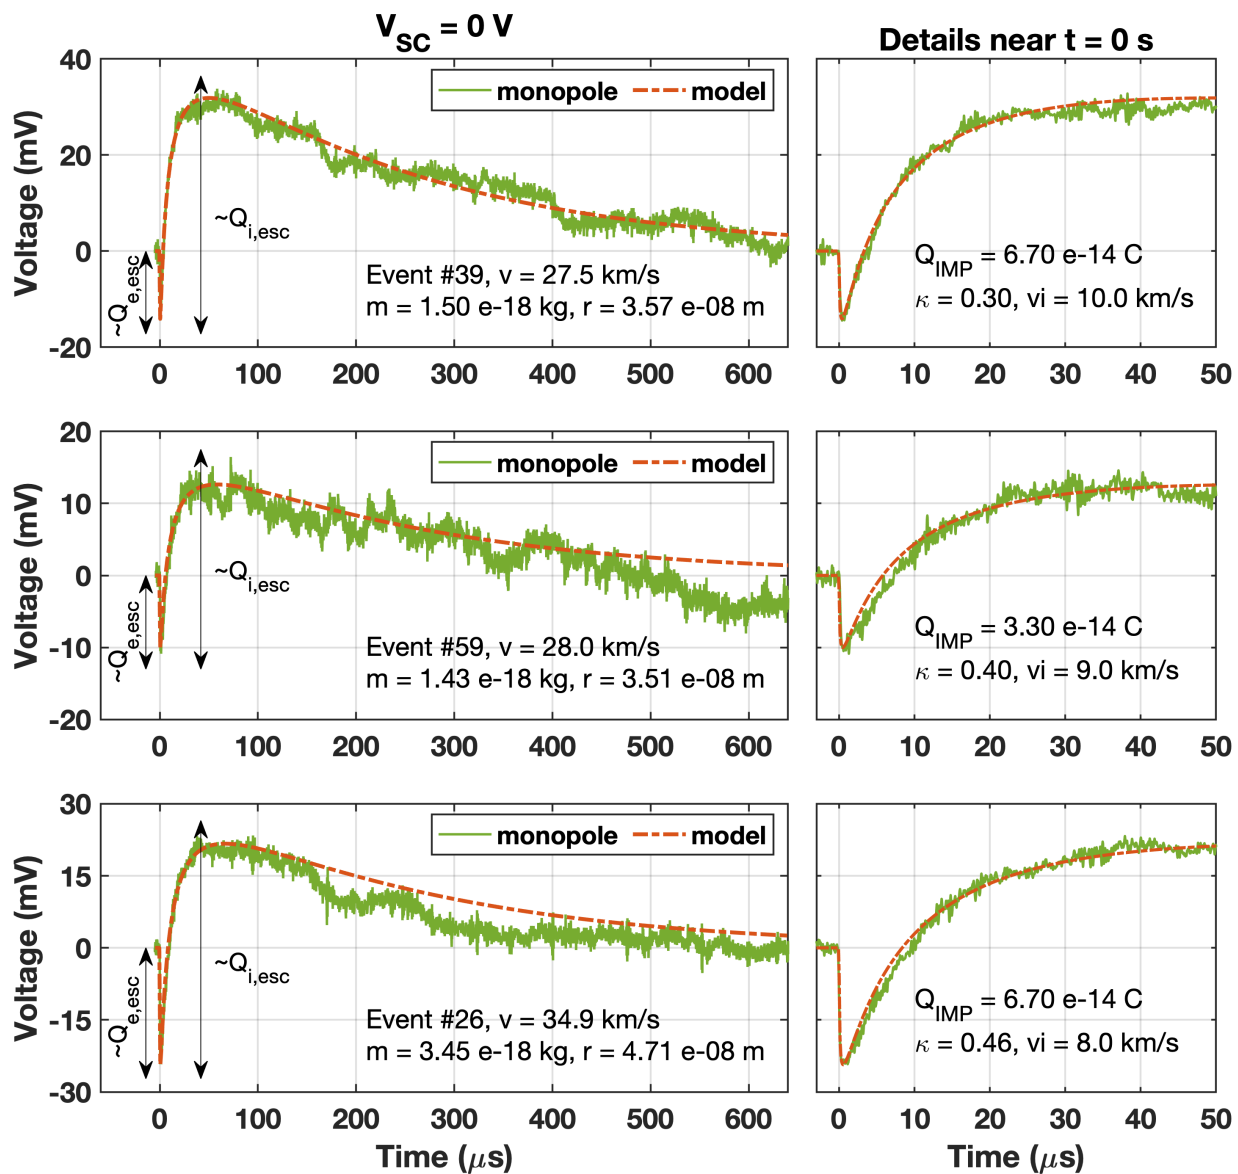 V_SC = 0 V
Details near t = 0 s
monopole model
Voltage (mV)
40
20
0
-20
~Q_e,esc
~Q_i,esc
Event #39, v = 27.5 km/s
m = 1.50 e-18 kg, r = 3.57 e-08 m
0 100 200 300 400 500 600
Q_IMP = 6.70 e-14 C
κ = 0.30, vi = 10.0 km/s
0 10 20 30 40 50
monopole model
Voltage (mV)
20
10
0
-10
-20
~Q_e,esc
~Q_i,esc
Event #59, v = 28.0 km/s
m = 1.43 e-18 kg, r = 3.51 e-08 m
0 100 200 300 400 500 600
Q_IMP = 3.30 e-14 C
κ = 0.40, vi = 9.0 km/s
0 10 20 30 40 50
monopole model
Voltage (mV)
30
15
0
-15
-30
~Q_e,esc
~Q_i,esc
Event #26, v = 34.9 km/s
m = 3.45 e-18 kg, r = 4.71 e-08 m
0 100 200 300 400 500 600
Time (μs)
Q_IMP = 6.70 e-14 C
κ = 0.46, vi = 8.0 km/s
0 10 20 30 40 50
Time (μs)